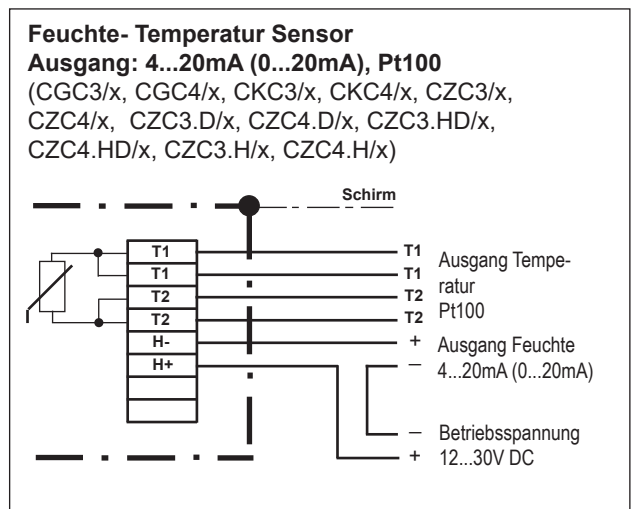 Feuchte- Temperatur Sensor
Ausgang: 4...20mA (0...20mA), Pt100
(CGC3/x, CGC4/x, CKC3/x, CKC4/x, CZC3/x,
CZC4/x, CZC3.D/x, CZC4.D/x, CZC3.HD/x,
CZC4.HD/x, CZC3.H/x, CZC4.H/x)
Schirm
T1
T1
T2
T2
H-
H+
T1
T1
T2
T2
+
–
–
+
Ausgang Tempe-
ratur
Pt100
Ausgang Feuchte
4...20mA (0...20mA)
Betriebsspannung
12...30V DC